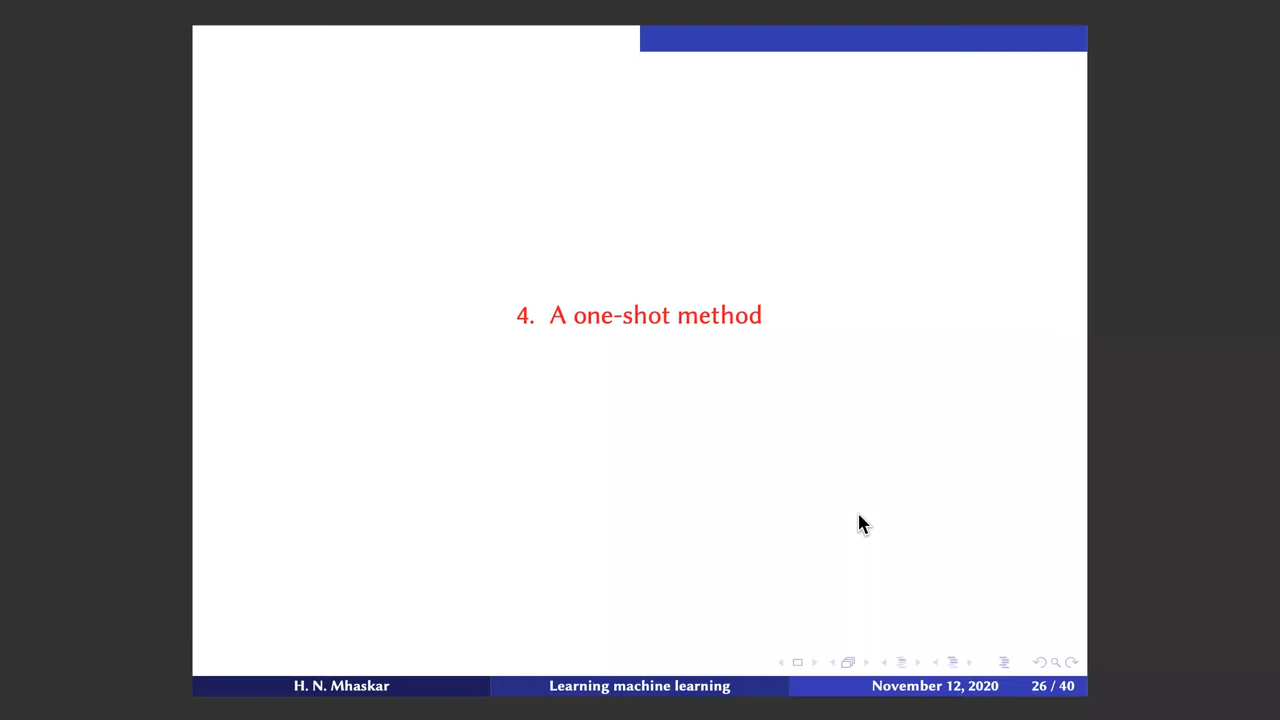 4. A one-shot method
H. N. Mhaskar Learning machine learning November 12, 2020 26 / 40